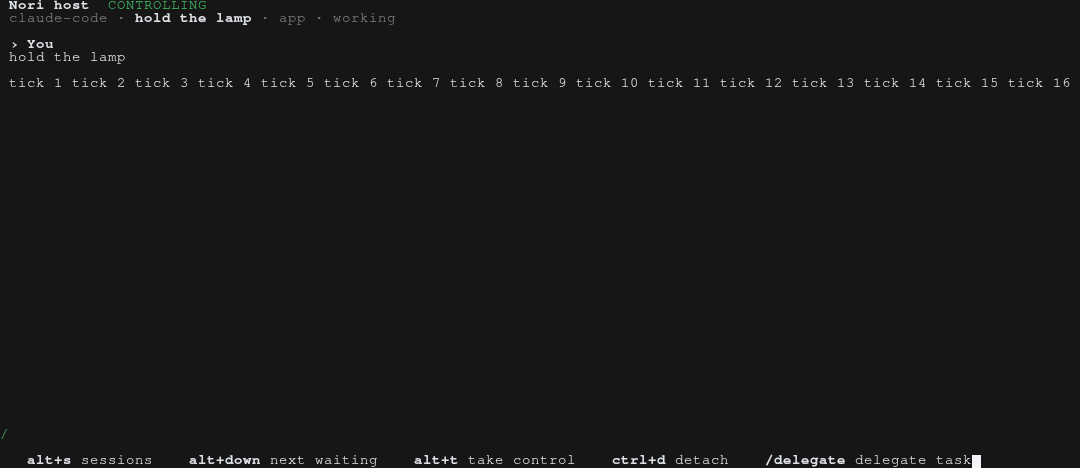 Nori host CONTROLLING
claude-code · hold the lamp · app · working
› You
hold the lamp
tick 1 tick 2 tick 3 tick 4 tick 5 tick 6 tick 7 tick 8 tick 9 tick 10 tick 11 tick 12 tick 13 tick 14 tick 15 tick 16
/
alt+s sessions alt+down next waiting alt+t take control ctrl+d detach /delegate delegate task